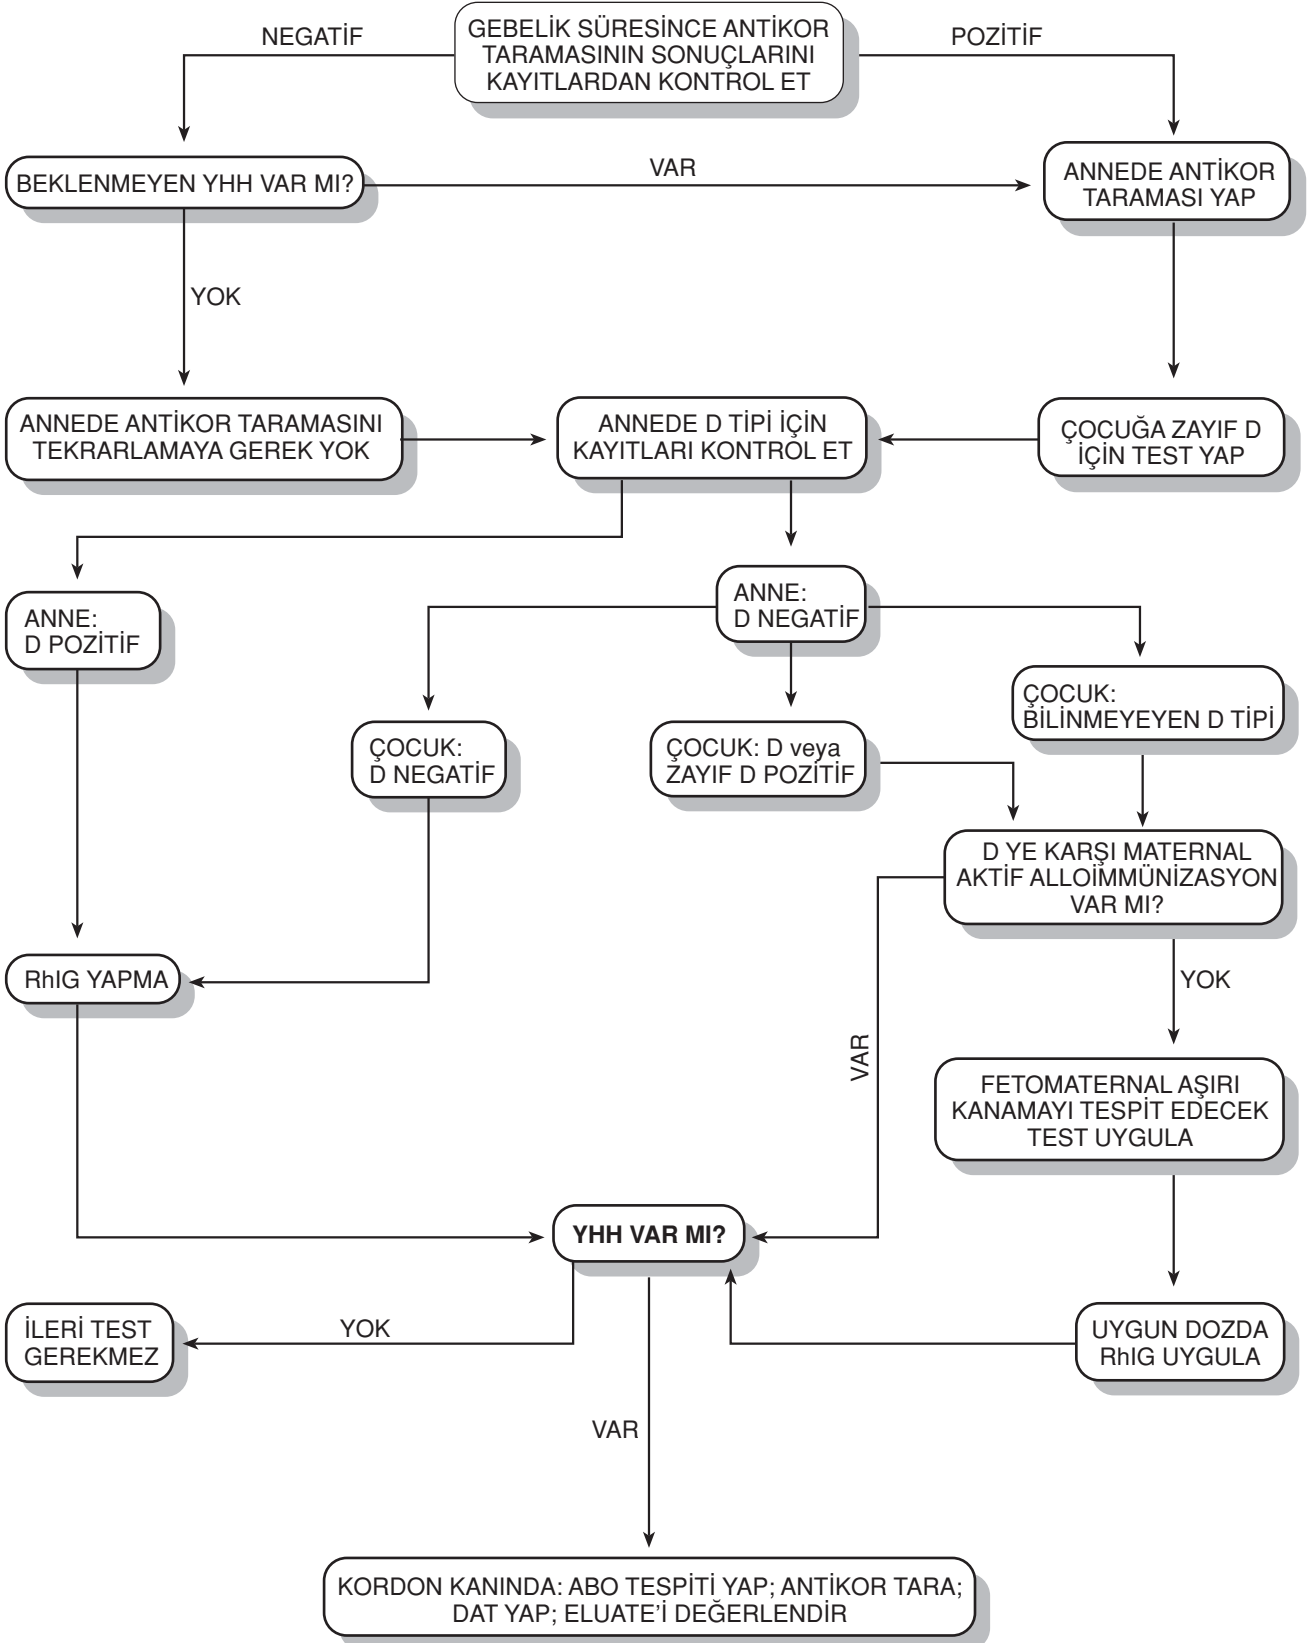 GEBELİK SÜRESİNCE ANTİKOR
TARAMASININ SONUÇLARINI
KAYITLARDAN KONTROL ET
NEGATİF
POZİTİF
BEKLENMEYEN YHH VAR MI?
VAR
ANNEDE ANTİKOR
TARAMASI YAP
YOK
ANNEDE ANTİKOR TARAMASINI
TEKRARLAMAYA GEREK YOK
ANNEDE D TİPİ İÇİN
KAYITLARI KONTROL ET
ÇOCUĞA ZAYIF D
İÇİN TEST YAP
ANNE:
D POZİTİF
ANNE:
D NEGATİF
ÇOCUK:
D NEGATİF
ÇOCUK: D veya
ZAYIF D POZİTİF
ÇOCUK:
BİLİNMEYEYEN D TİPİ
D YE KARŞI MATERNAL
AKTİF ALLOİMMÜNİZASYON
VAR MI?
RhIG YAPMA
YOK
VAR
FETOMATERNAL AŞIRI
KANAMAYI TESPİT EDECEK
TEST UYGULA
YHH VAR MI?
İLERİ TEST
GEREKMEZ
YOK
UYGUN DOZDA
RhIG UYGULA
VAR
KORDON KANINDA: ABO TESPİTİ YAP; ANTİKOR TARA;
DAT YAP; ELUATE’İ DEĞERLENDİR